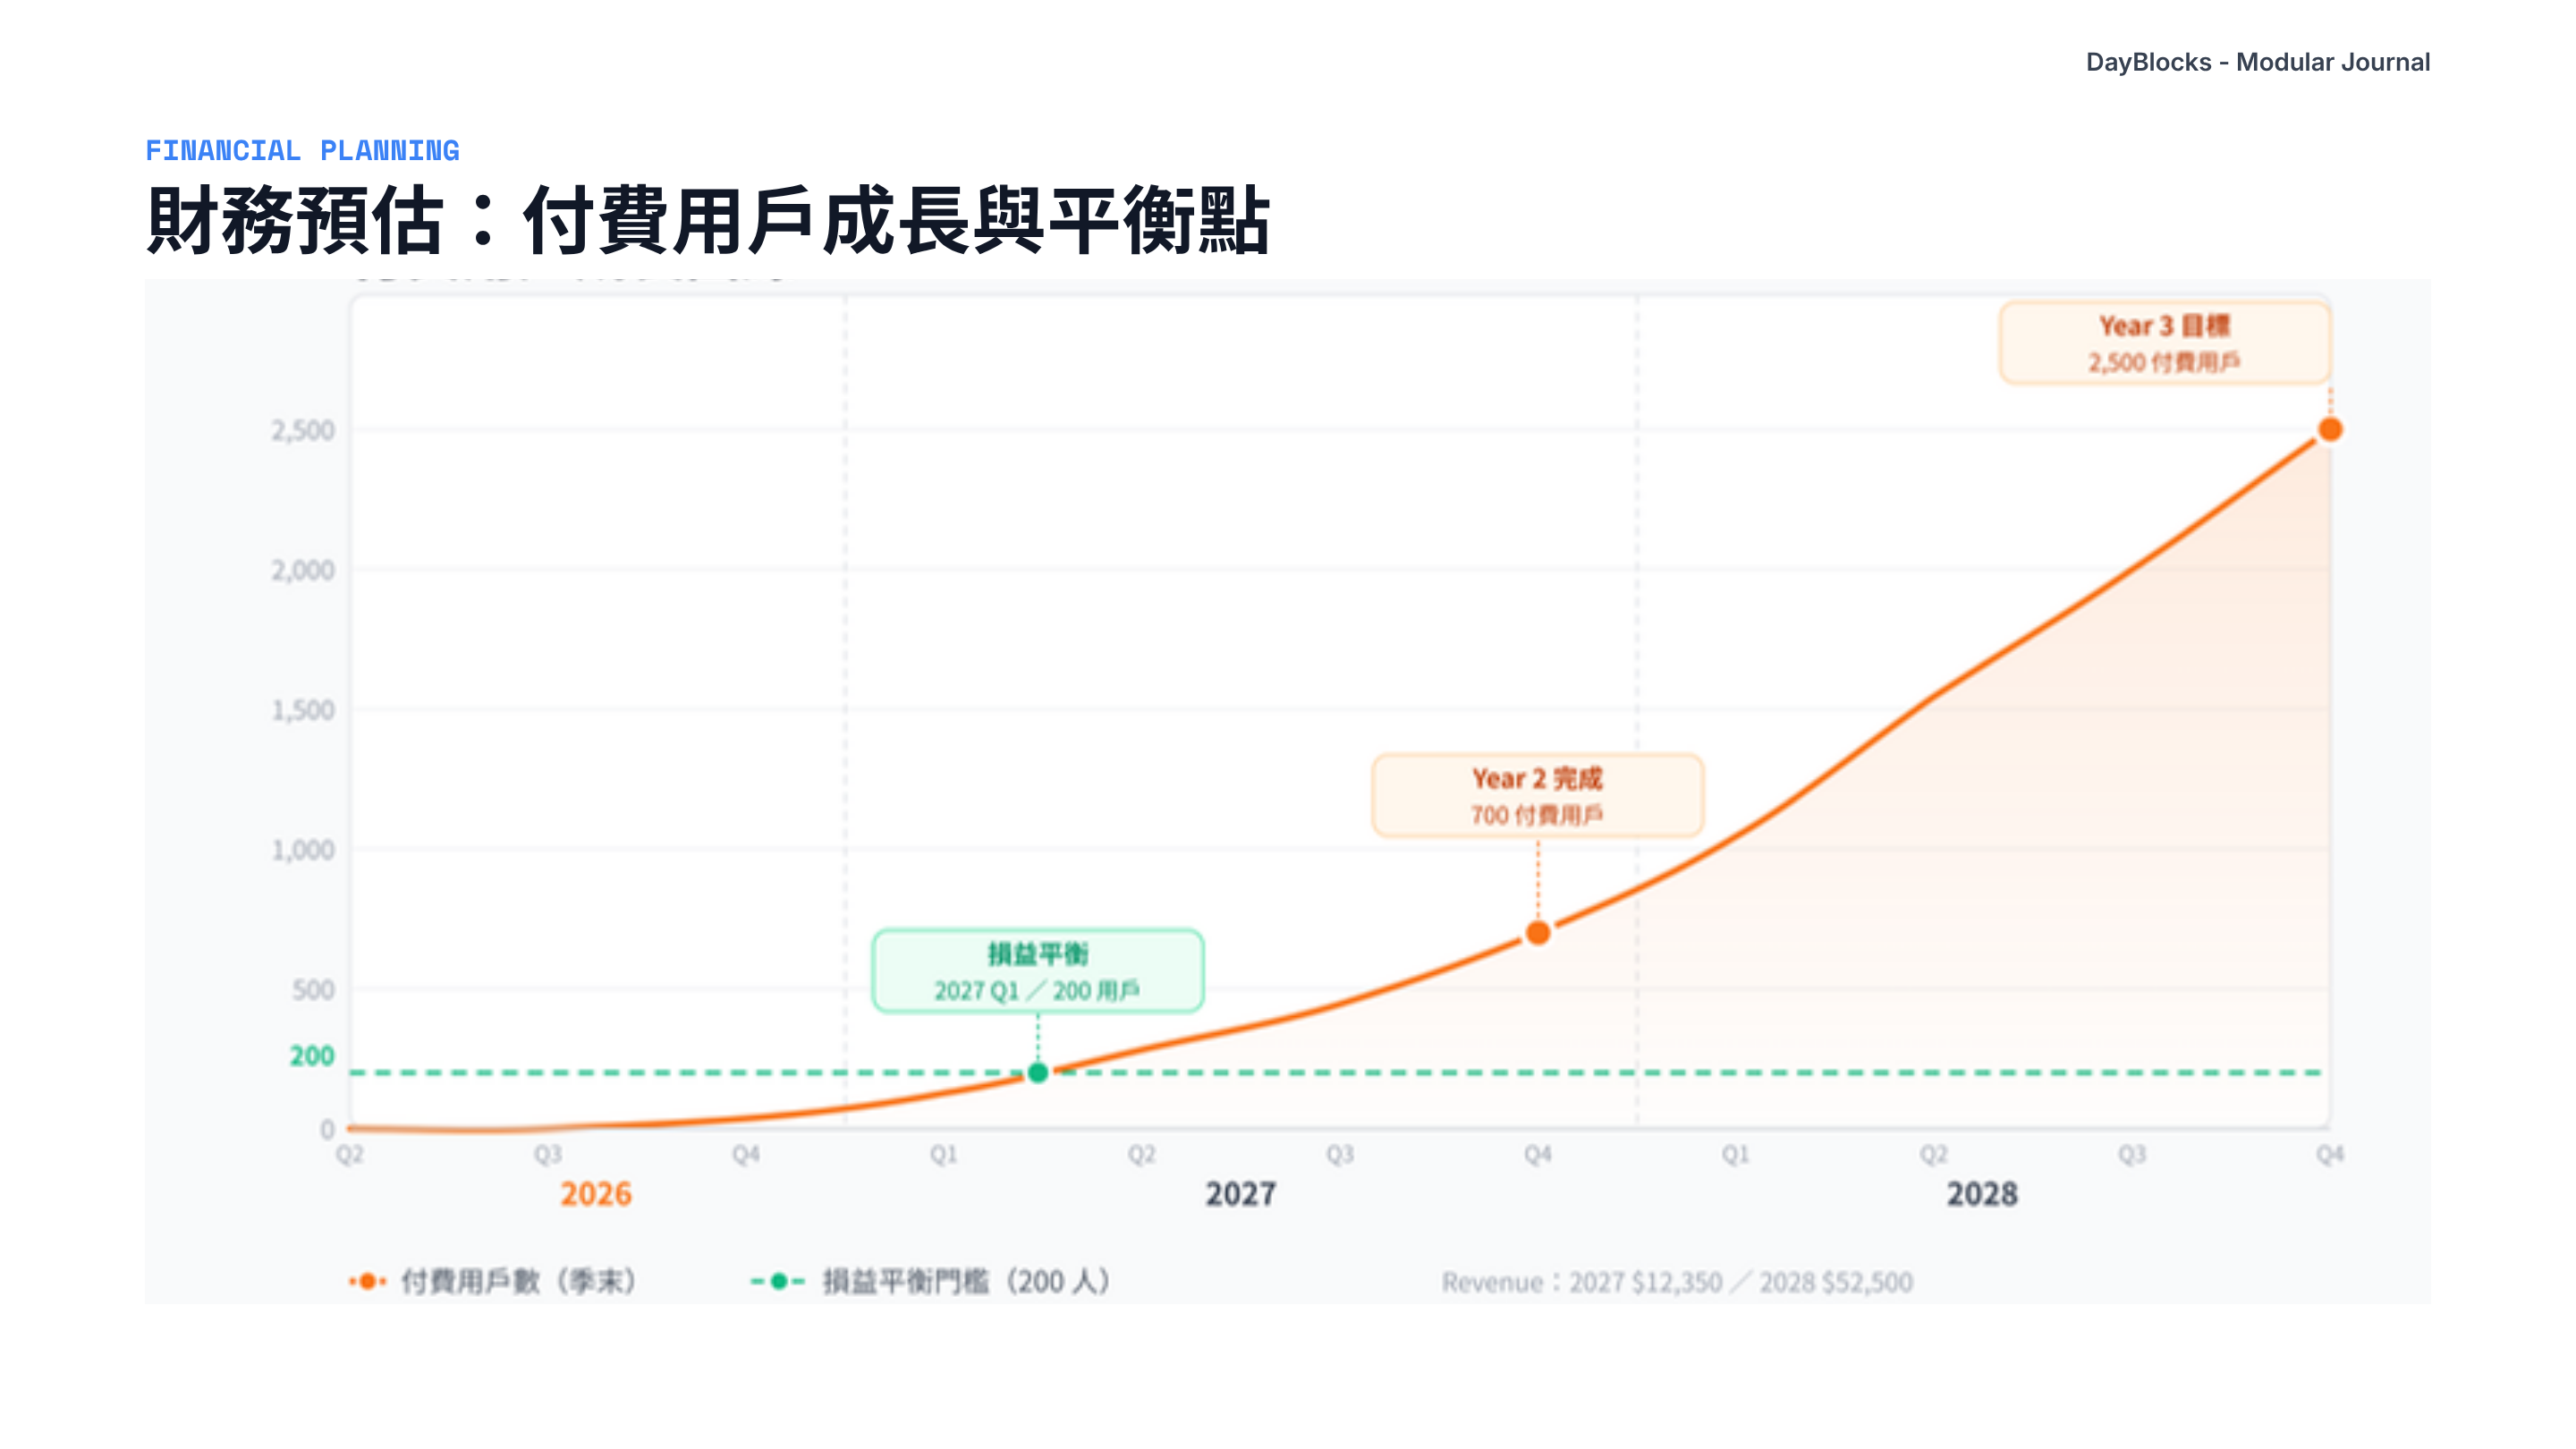 DayBlocks - Modular Journal
FINANCIAL PLANNING
財務預估：付費用戶成長與平衡點
Year 3 目標
2,500 付費用戶
2,500
2,000
1,500
Year 2 完成
700 付費用戶
1,000
損益平衡
2027 Q1 ／ 200 用戶
500
200
0
Q2 Q3 Q4 Q1 Q2 Q3 Q4 Q1 Q2 Q3 Q4
2026 2027 2028
付費用戶數（季末） 損益平衡門檻（200 人） Revenue：2027 $12,350 ／ 2028 $52,500